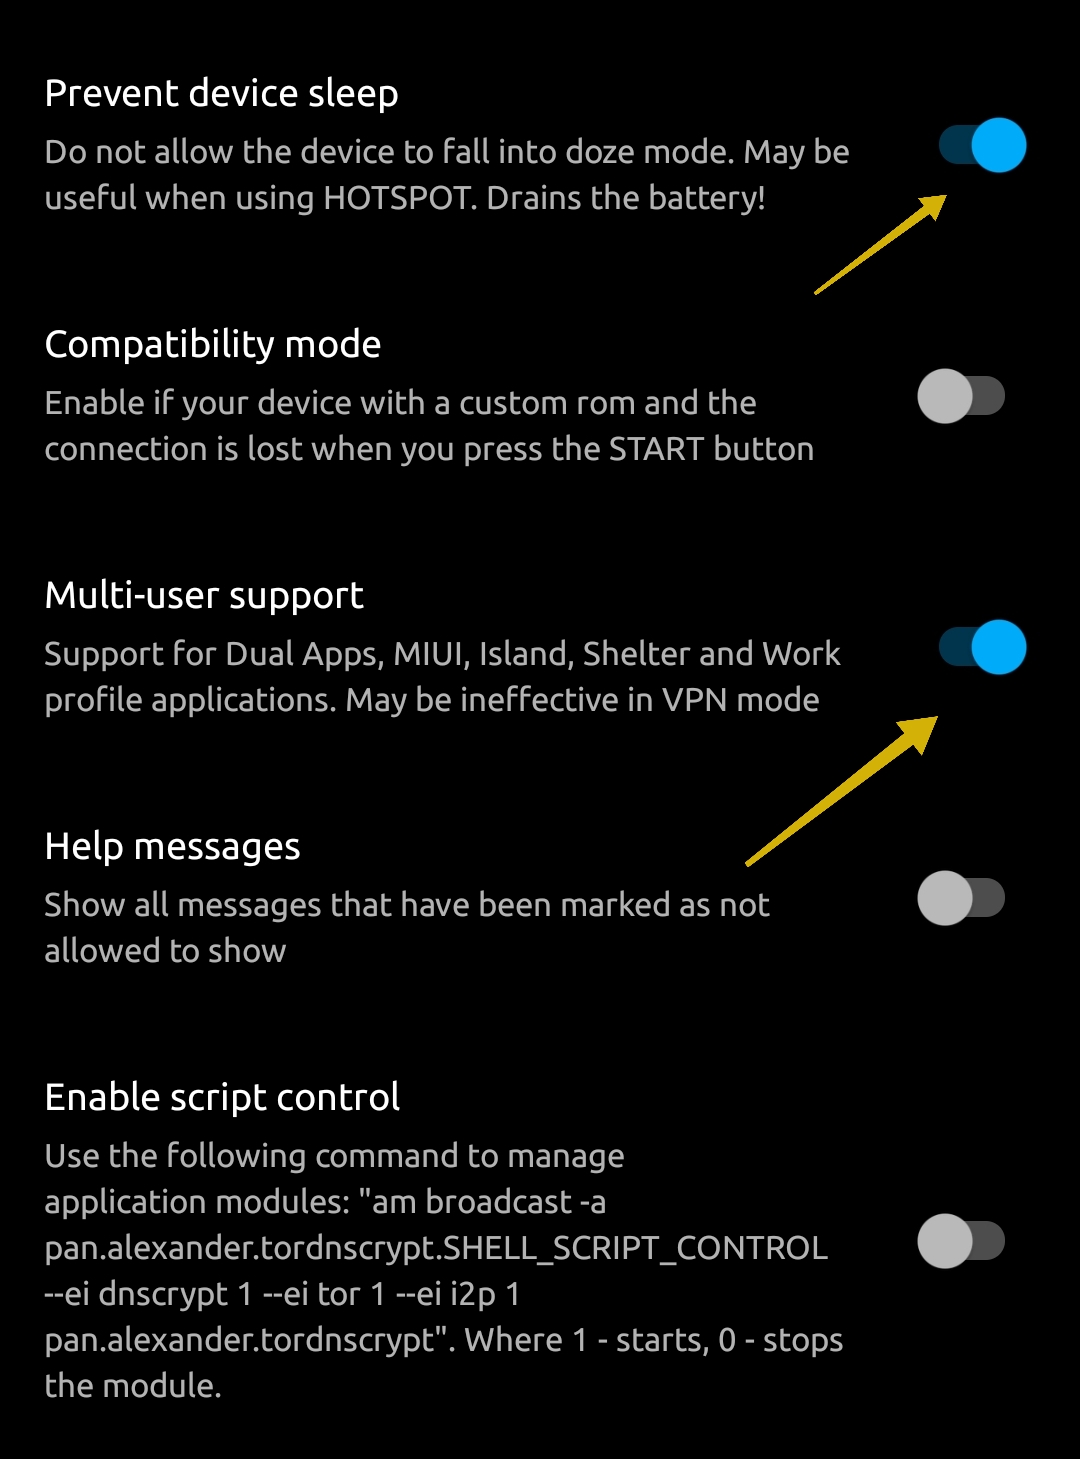 Prevent device sleep
Do not allow the device to fall into doze mode. May be
useful when using HOTSPOT. Drains the battery!
Compatibility mode
Enable if your device with a custom rom and the
connection is lost when you press the START button
Multi-user support
Support for Dual Apps, MIUI, Island, Shelter and Work
profile applications. May be ineffective in VPN mode
Help messages
Show all messages that have been marked as not
allowed to show
Enable script control
Use the following command to manage
application modules: "am broadcast -a
pan.alexander.tordnscrypt.SHELL_SCRIPT_CONTROL
--ei dnscrypt 1 --ei tor 1 --ei i2p 1
pan.alexander.tordnscrypt". Where 1 - starts, 0 - stops
the module.